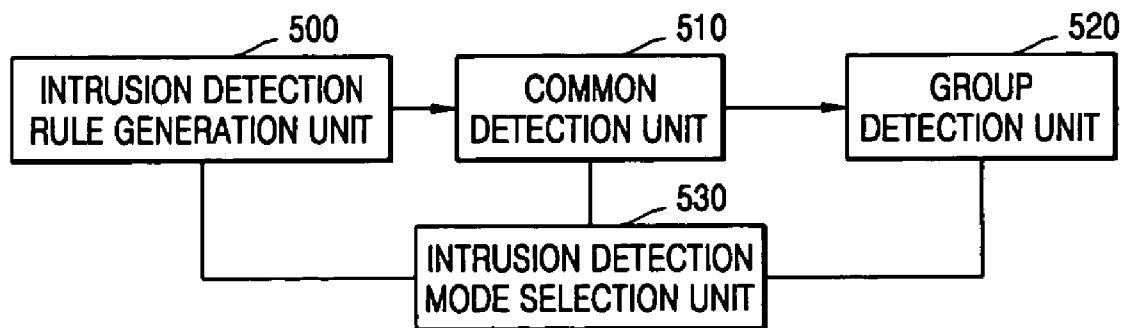 500
INTRUSION DETECTION
RULE GENERATION UNIT
510
COMMON
DETECTION UNIT
520
GROUP
DETECTION UNIT
530
INTRUSION DETECTION
MODE SELECTION UNIT